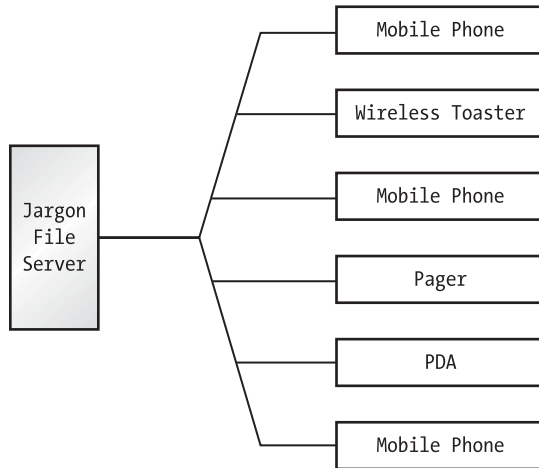 Mobile Phone
Wireless Toaster
Mobile Phone
Jargon
File
Server
Pager
PDA
Mobile Phone